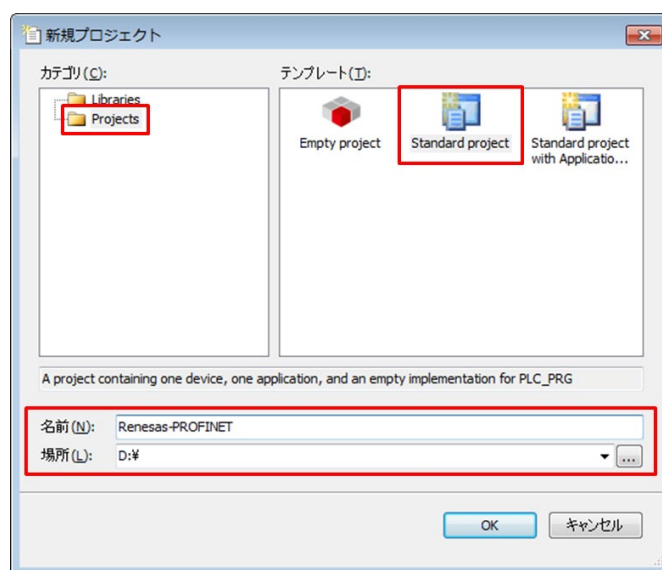 新規プロジェクト
カテゴリ(C):
テンプレート(T):
Libraries
Projects
Empty project
Standard project
Standard project
with Applicatio...
A project containing one device, one application, and an empty implementation for PLC_PRG
名前(N):
Renesas-PROFINET
場所(L):
D:¥
...
OK
キャンセル